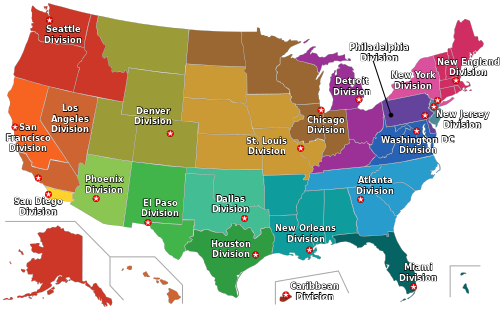 Seattle
Division
Philadelphia
Division
New England
Division
New York
Division
Detroit
Division
Los
Angeles
Division
Denver
Division
Chicago
Division
New Jersey
Division
San
Francisco
Division
St. Louis
Division
Washington DC
Division
Phoenix
Division
Atlanta
Division
San Diego
Division
El Paso
Division
Dallas
Division
New Orleans
Division
Houston
Division
Miami
Division
Caribbean
Division